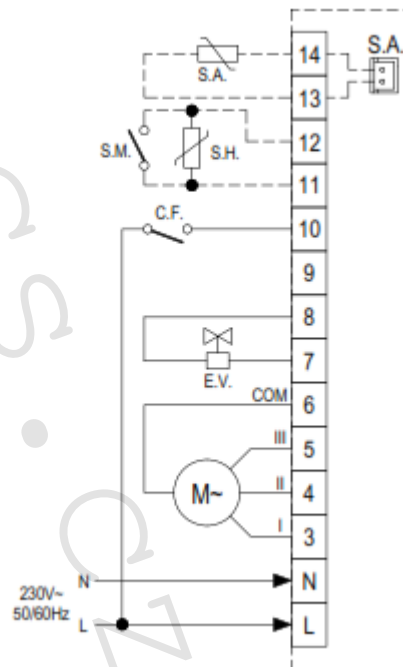 14
S.A.
S.A.
13
12
S.M.
S.H.
11
C.F.
10
9
8
7
E.V.
COM
6
III
5
M~
II
4
I
3
N
N
230V~
50/60Hz
L
L